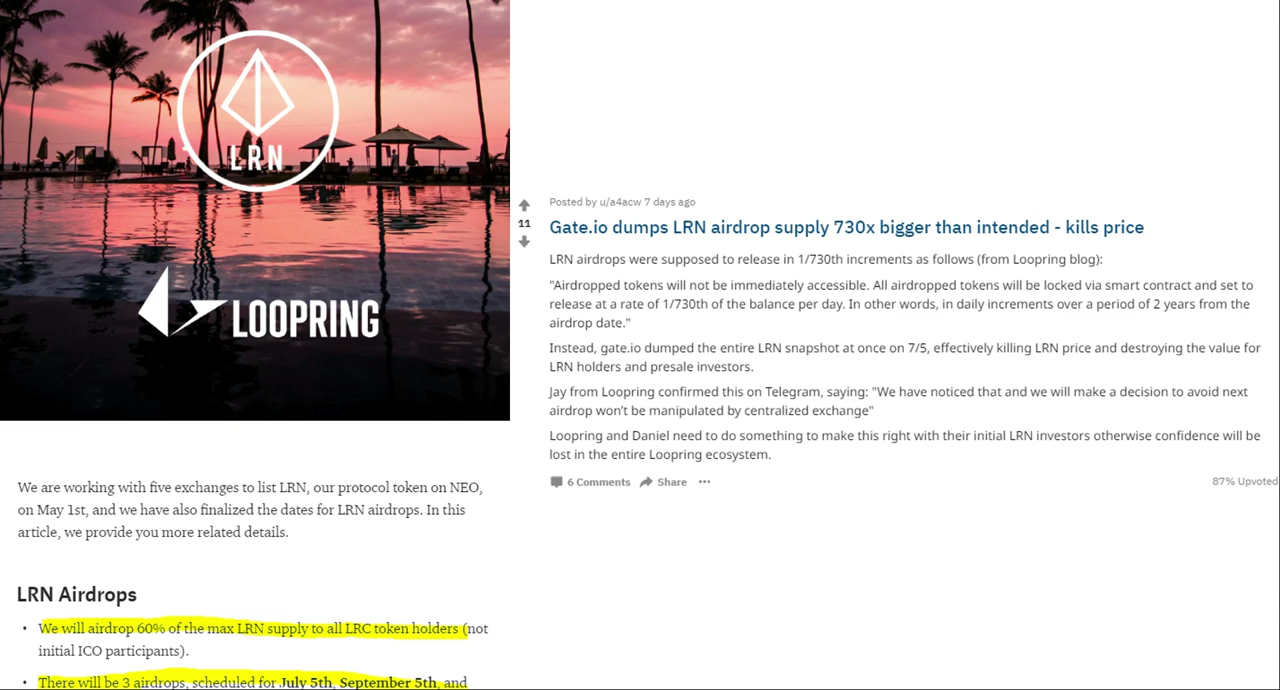 LRN
LOOPRING
We are working with five exchanges to list LRN, our protocol token on NEO,
on May 1st, and we have also finalized the dates for LRN airdrops. In this
article, we provide you more related details.
LRN Airdrops
• We will airdrop 60% of the max LRN supply to all LRC token holders (not
initial ICO participants).
• There will be 3 airdrops, scheduled for July 5th, September 5th, and
Posted by u/a4acw 7 days ago
11
Gate.io dumps LRN airdrop supply 730x bigger than intended - kills price
LRN airdrops were supposed to release in 1/730th increments as follows (from Loopring blog):
"Airdropped tokens will not be immediately accessible. All airdropped tokens will be locked via smart contract and set to
release at a rate of 1/730th of the balance per day. In other words, in daily increments over a period of 2 years from the
airdrop date."
Instead, gate.io dumped the entire LRN snapshot at once on 7/5, effectively killing LRN price and destroying the value for
LRN holders and presale investors.
Jay from Loopring confirmed this on Telegram, saying: "We have noticed that and we will make a decision to avoid next
airdrop won’t be manipulated by centralized exchange"
Loopring and Daniel need to do something to make this right with their initial LRN investors otherwise confidence will be
lost in the entire Loopring ecosystem.
6 Comments Share ••• 87% Upvoted